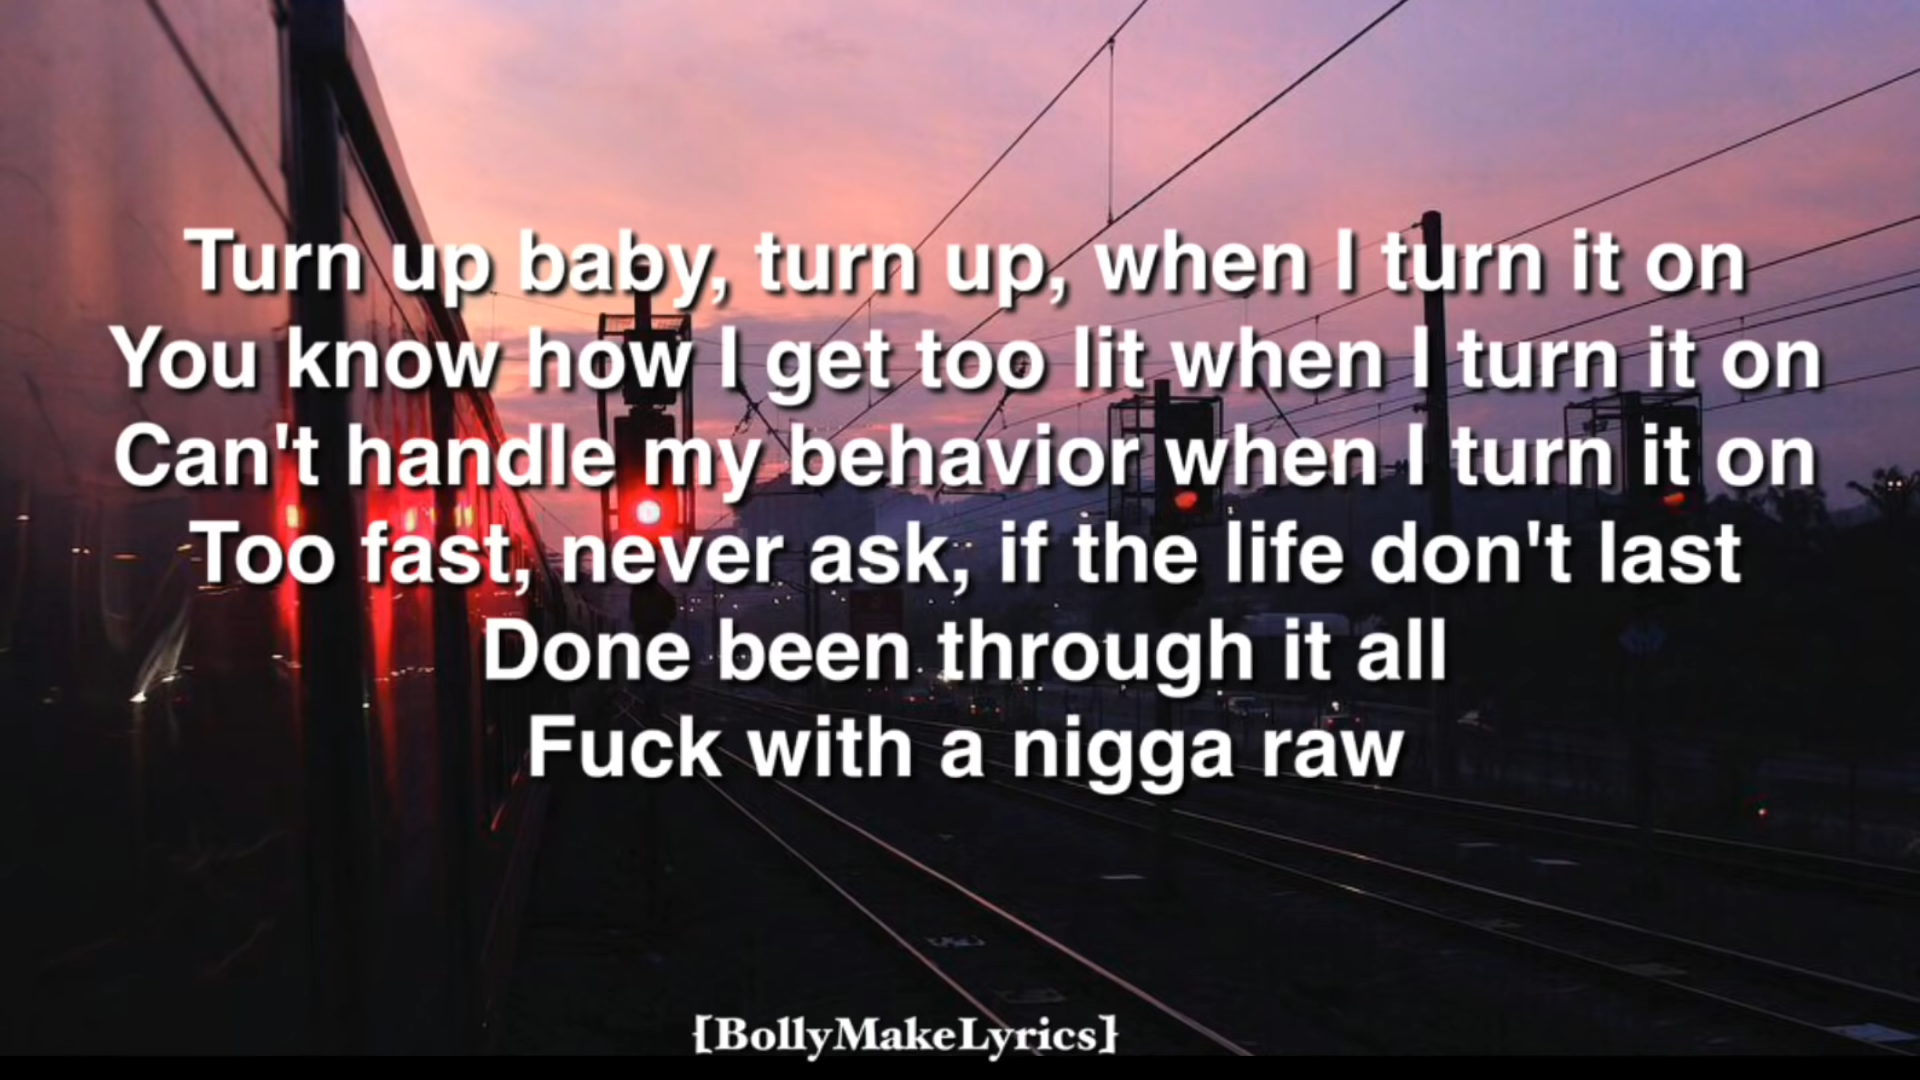 Turn up baby, turn up, when I turn it on
You know how I get too lit when I turn it on
Can't handle my behavior when I turn it on
Too fast, never ask, if the life don't last
Done been through it all
Fuck with a nigga raw
{BollyMakeLyrics}